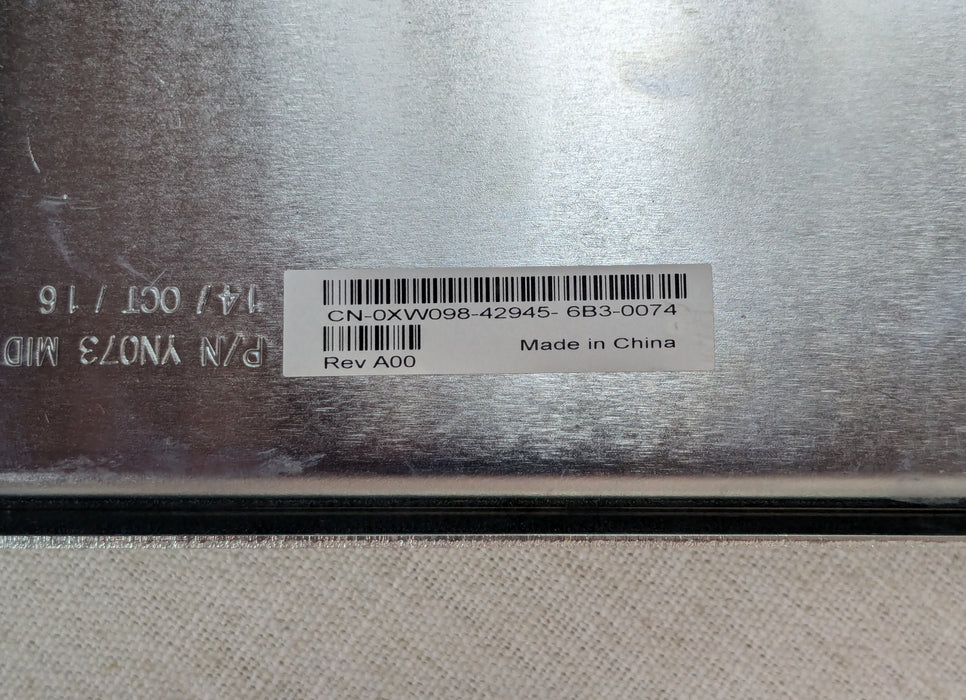 CN-0XW098-42945- 6B3-0074
Rev A00
Made in China
P/N YN073 MID
14/ OCT / 16